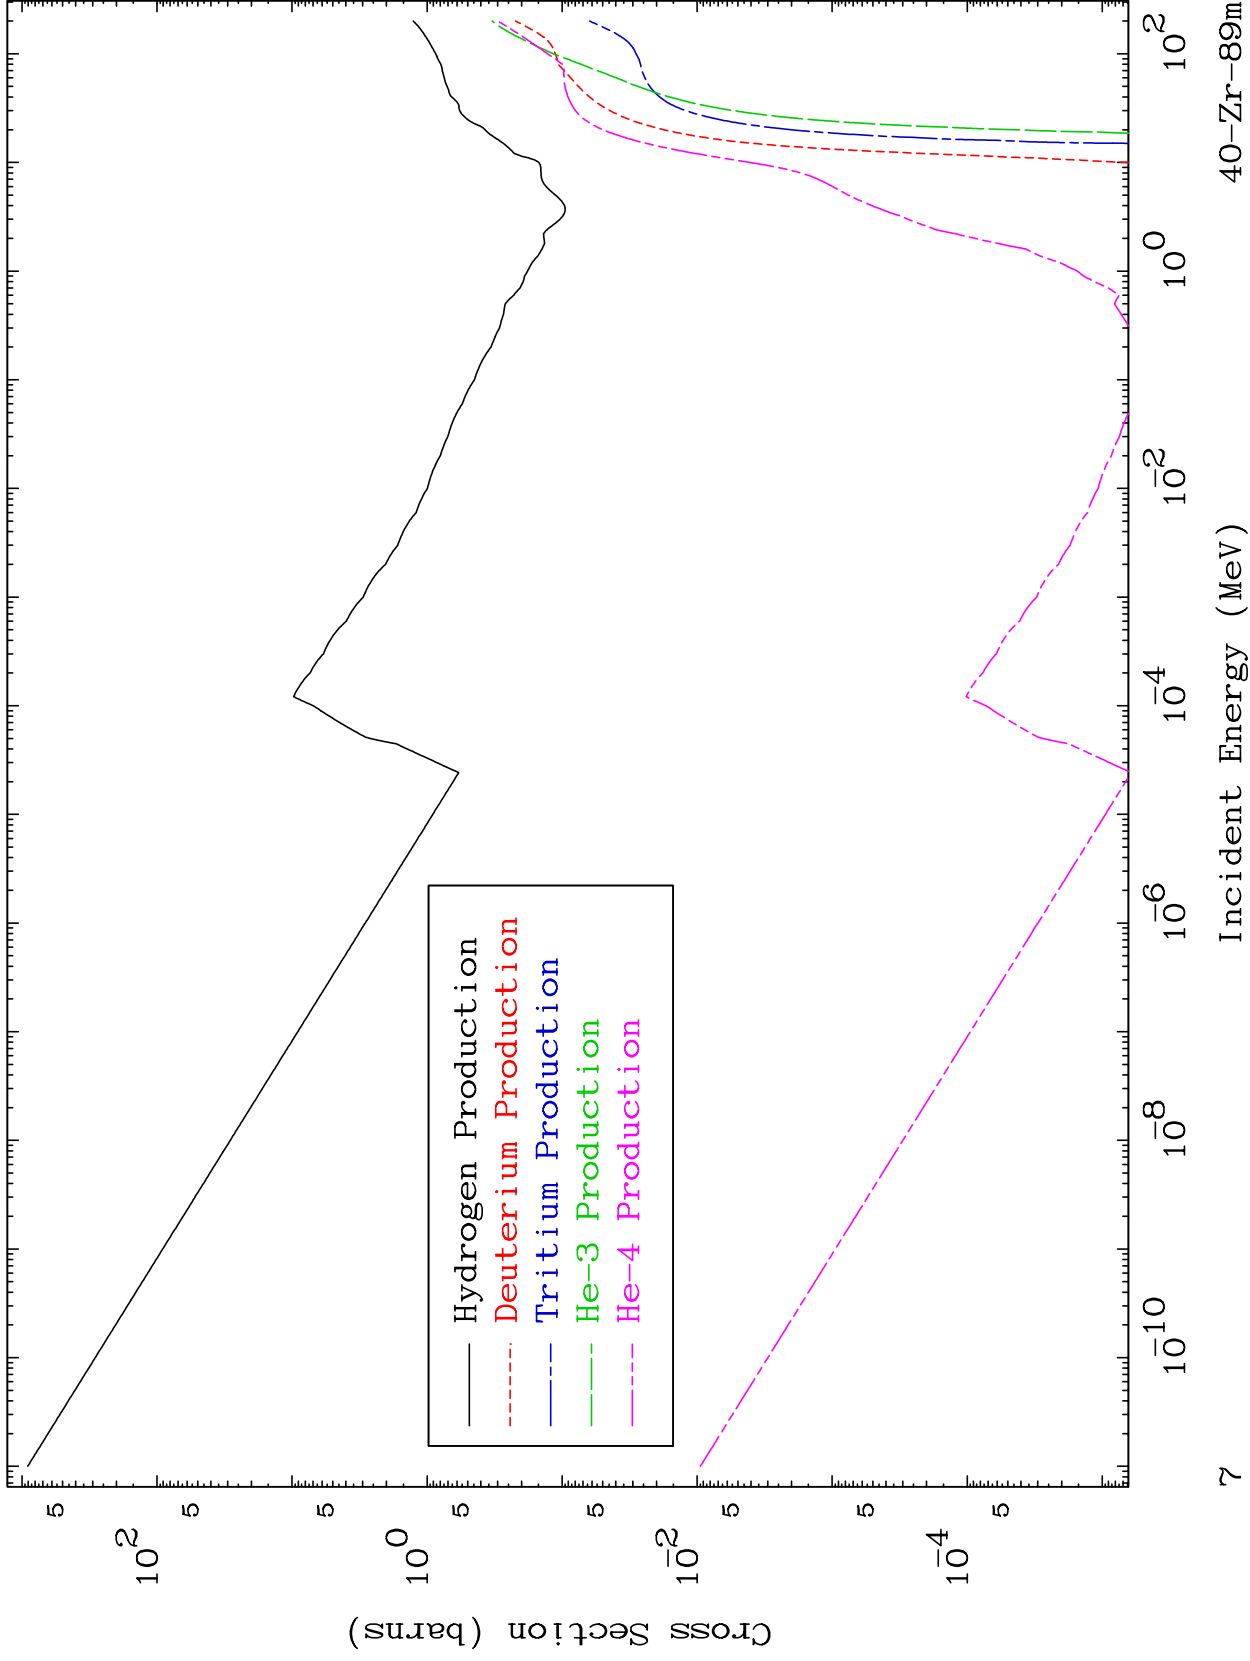 Cross Section (barns)
5
10^2
5
5
10^0
5
5
10^-2
5
5
10^-4
5
Hydrogen Production
Deuterium Production
Tritium Production
He-3 Production
He-4 Production
10^-10
10^-8
10^-6
10^-4
10^-2
10^0
10^2
Incident Energy (MeV)
7
40-Zr-89m